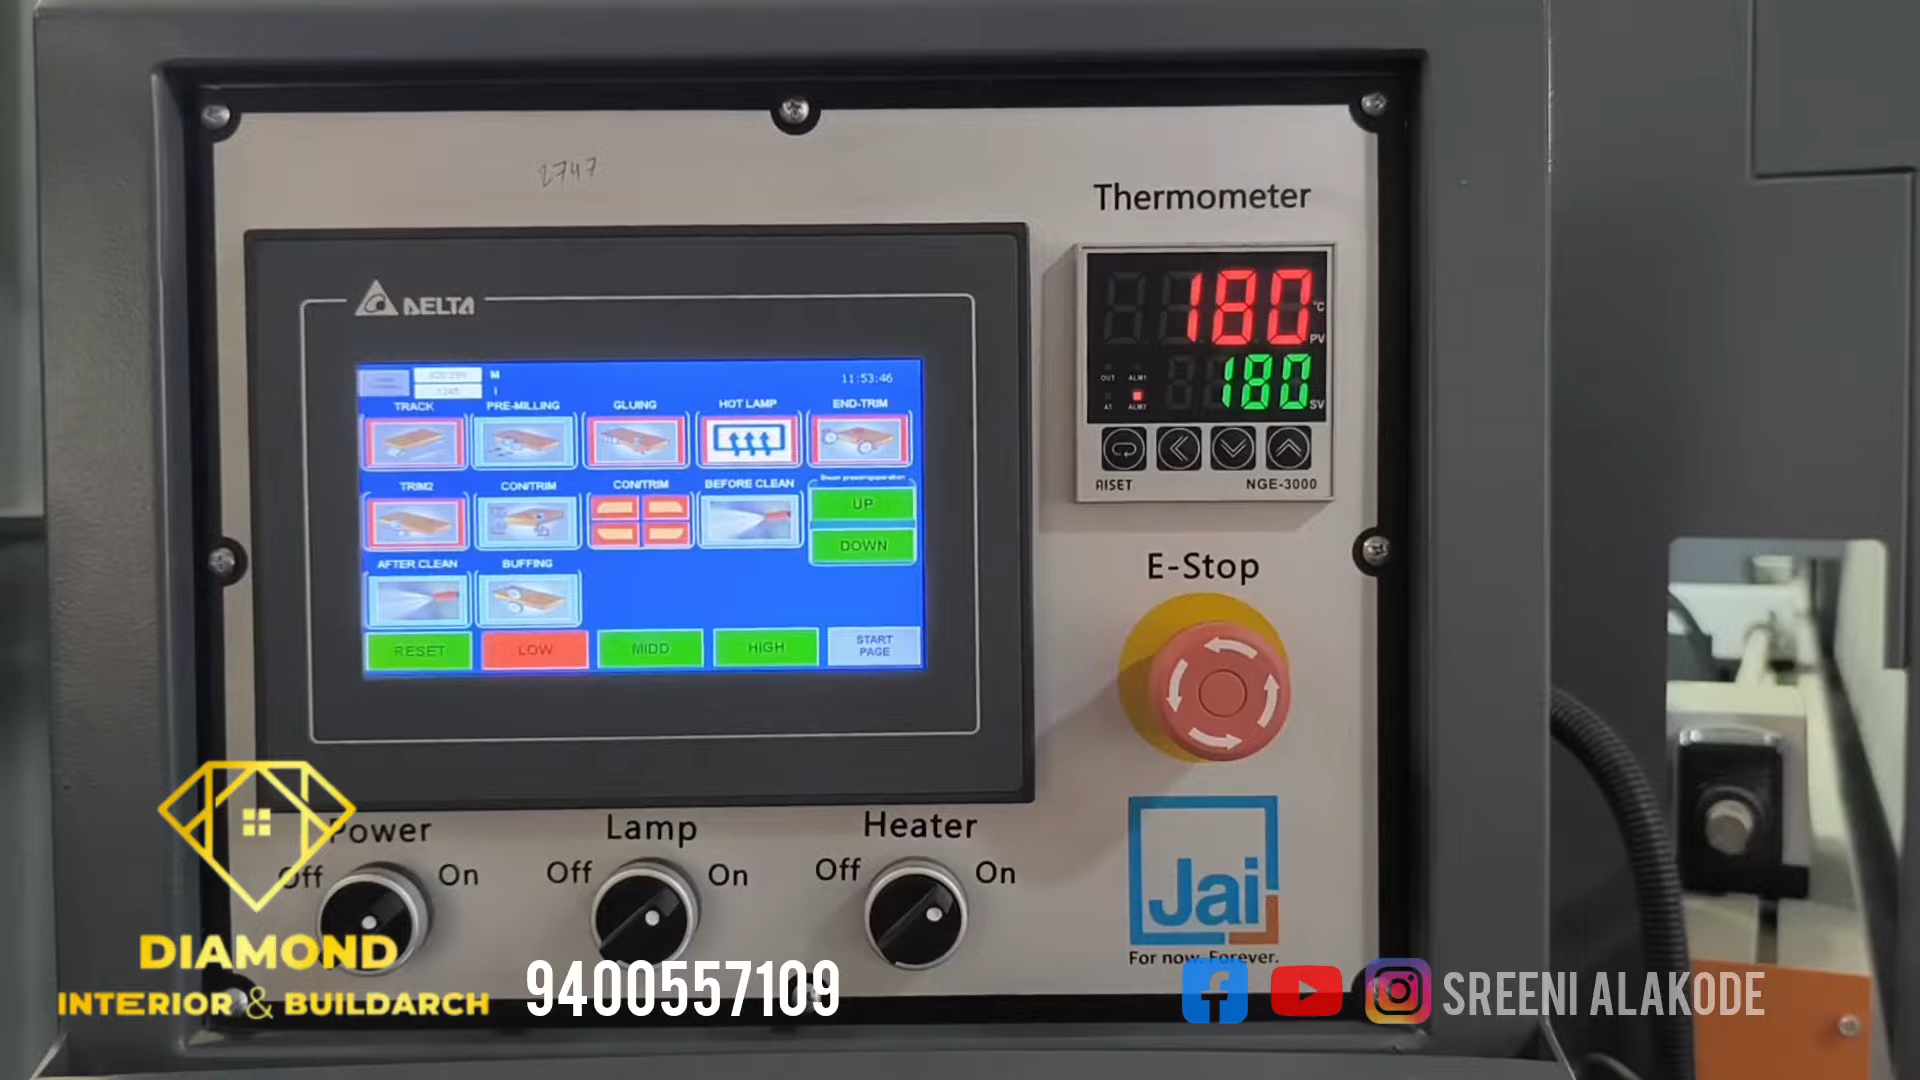 2747
Thermometer
DELTA
180
°C
PV
OUT ALM1
AT ALM2
180
SV
AISET NGE-3000
M
11:53:46
I
TRACK PRE-MILLING GLUING HOT LAMP END-TRIM
TRIM2 CON/TRIM CON/TRIM BEFORE CLEAN
UP
DOWN
AFTER CLEAN BUFFING
RESET LOW MIDD HIGH START PAGE
E-Stop
Power Lamp Heater
Off On Off On Off On
Jai
For now. Forever.
DIAMOND
INTERIOR & BUILDARCH
9400557109
SREENI ALAKODE